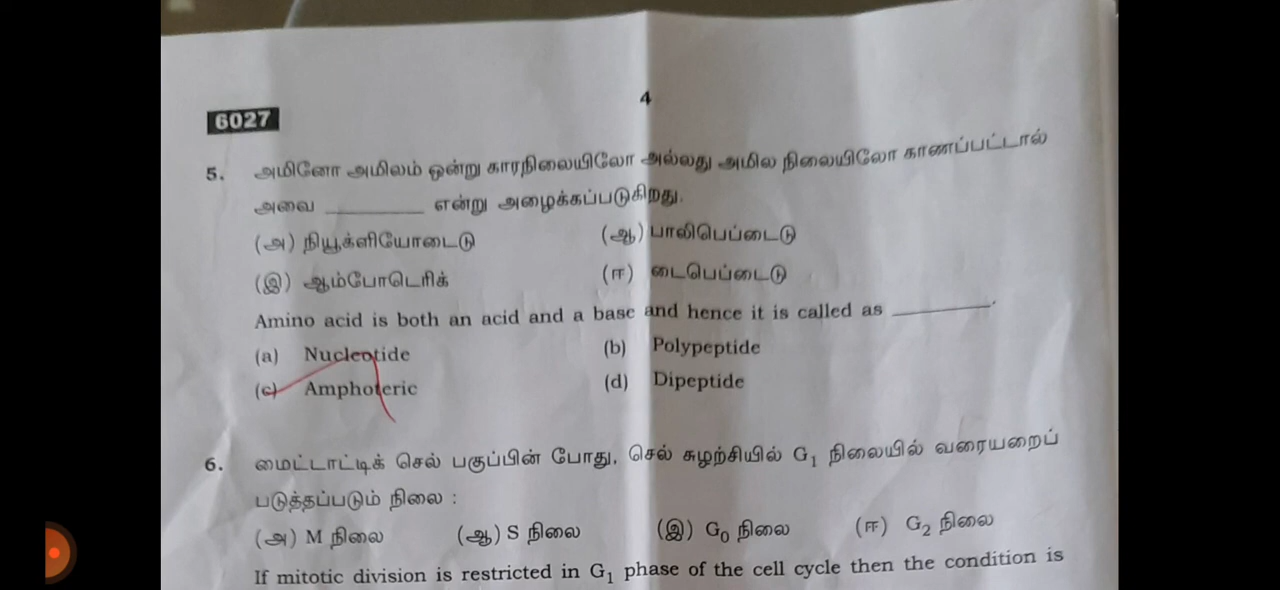 4
6027
5. அமினோ அமிலம் ஒன்று காரநிலையிலோ அல்லது அமில நிலையிலோ காணப்பட்டால்
அவை ________ என்று அழைக்கப்படுகிறது.
(அ) நியூக்ளியோடைடு (ஆ) பாலிபெப்டைடு
(இ) ஆம்போடெரிக் (ஈ) டைபெப்டைடு
Amino acid is both an acid and a base and hence it is called as ________.
(a) Nucleotide (b) Polypeptide
(c) Amphoteric (d) Dipeptide
6. மைட்டாட்டிக் செல் பகுப்பின் போது, செல் சுழற்சியில் G₁ நிலையில் வரையறைப்
படுத்தப்படும் நிலை :
(அ) M நிலை (ஆ) S நிலை (இ) G₀ நிலை (ஈ) G₂ நிலை
If mitotic division is restricted in G₁ phase of the cell cycle then the condition is